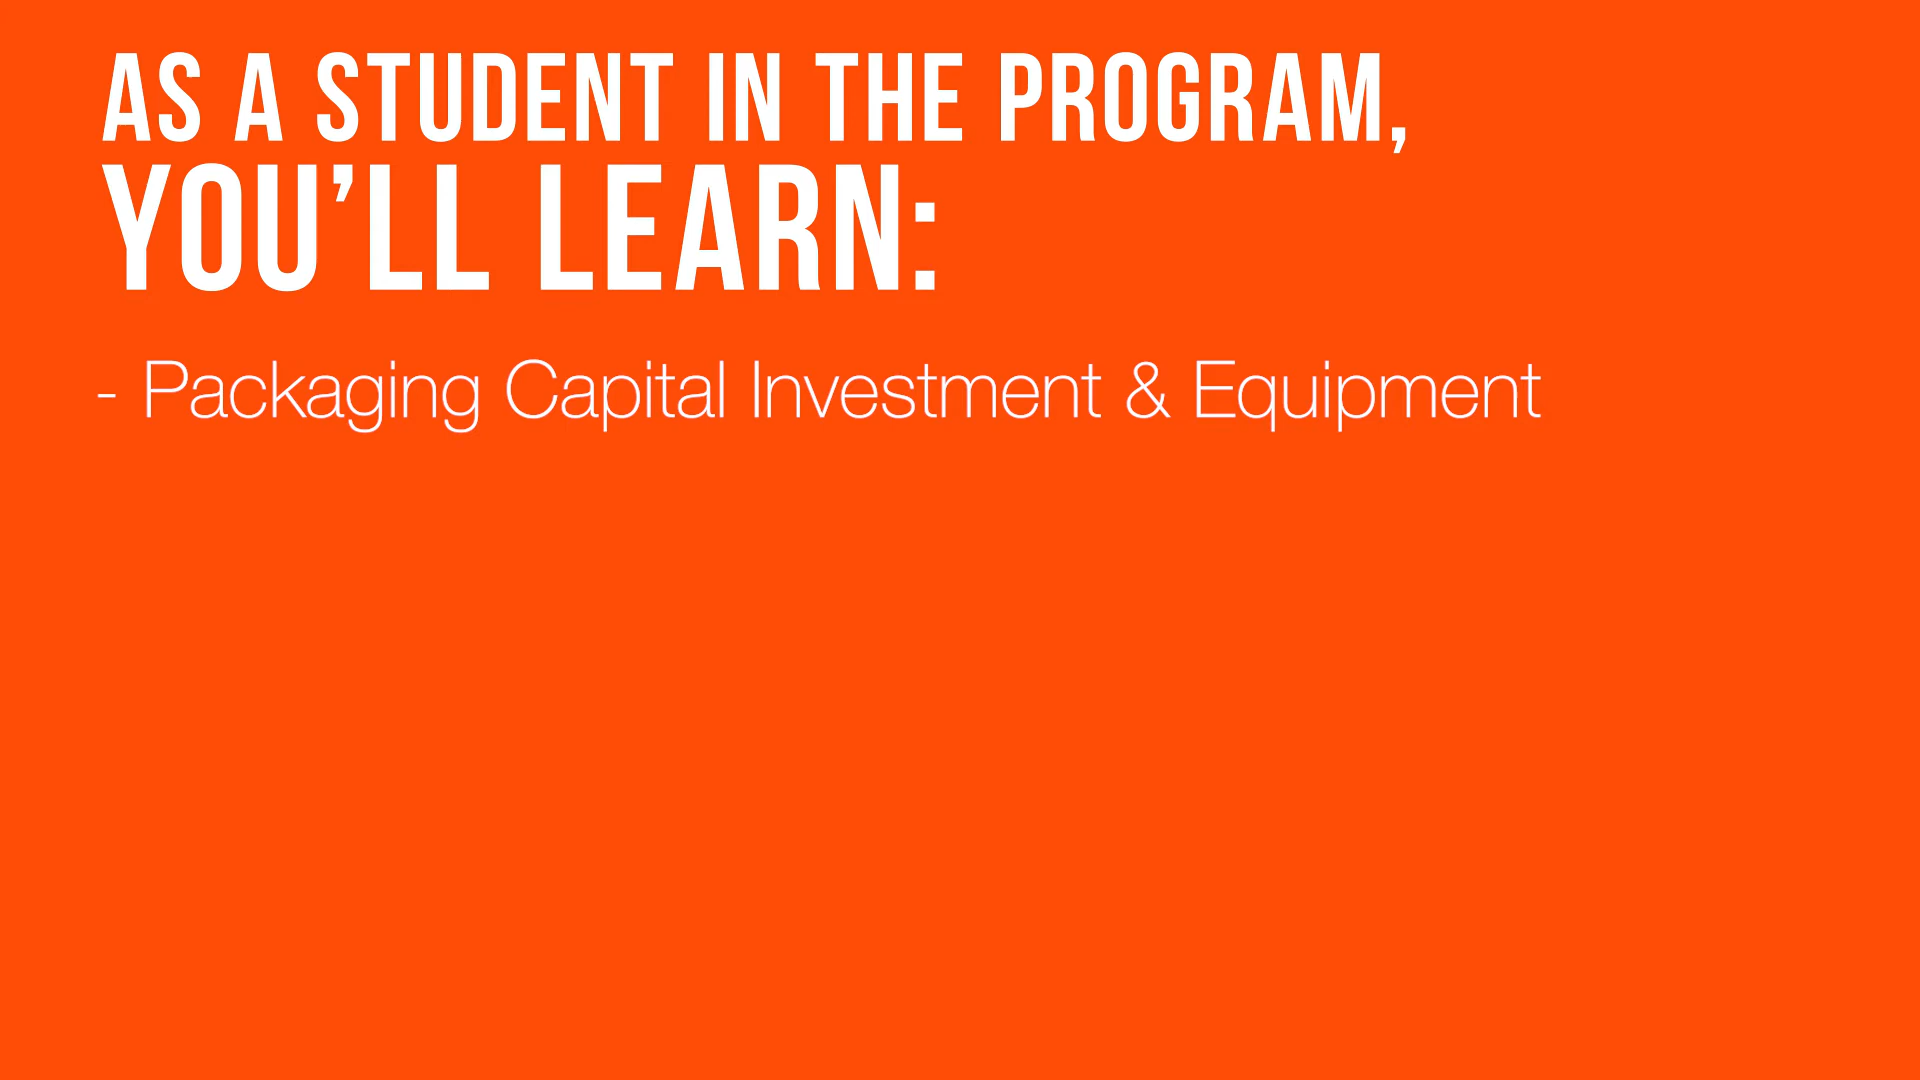 AS A STUDENT IN THE PROGRAM,
YOU’LL LEARN:
- Packaging Capital Investment & Equipment